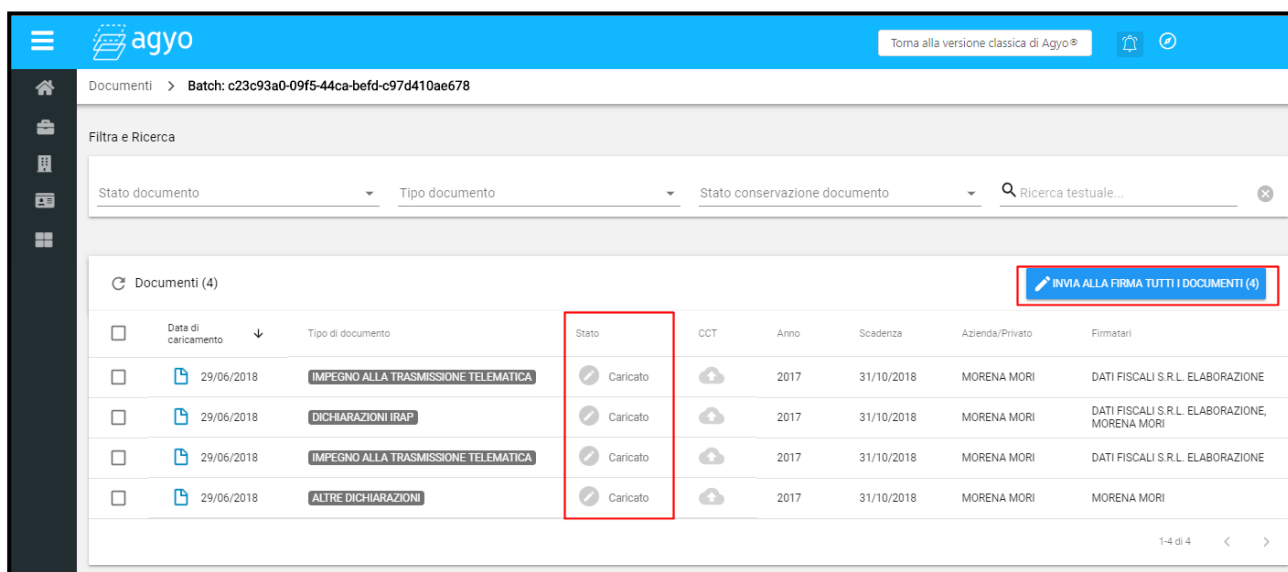 agyo
Torna alla versione classica di Agyo®
Documenti > Batch: c23c93a0-09f5-44ca-befd-c97d410ae678
Filtra e Ricerca
Stato documento Tipo documento Stato conservazione documento Ricerca testuale...
Documenti (4) INVIA ALLA FIRMA TUTTI I DOCUMENTI (4)
Data di caricamento Tipo di documento Stato CCT Anno Scadenza Azienda/Privato Firmatari
29/06/2018 IMPEGNO ALLA TRASMISSIONE TELEMATICA Caricato 2017 31/10/2018 MORENA MORI DATI FISCALI S.R.L. ELABORAZIONE
29/06/2018 DICHIARAZIONI IRAP Caricato 2017 31/10/2018 MORENA MORI DATI FISCALI S.R.L. ELABORAZIONE,
MORENA MORI
29/06/2018 IMPEGNO ALLA TRASMISSIONE TELEMATICA Caricato 2017 31/10/2018 MORENA MORI DATI FISCALI S.R.L. ELABORAZIONE
29/06/2018 ALTRE DICHIARAZIONI Caricato 2017 31/10/2018 MORENA MORI MORENA MORI
1-4 di 4 < >